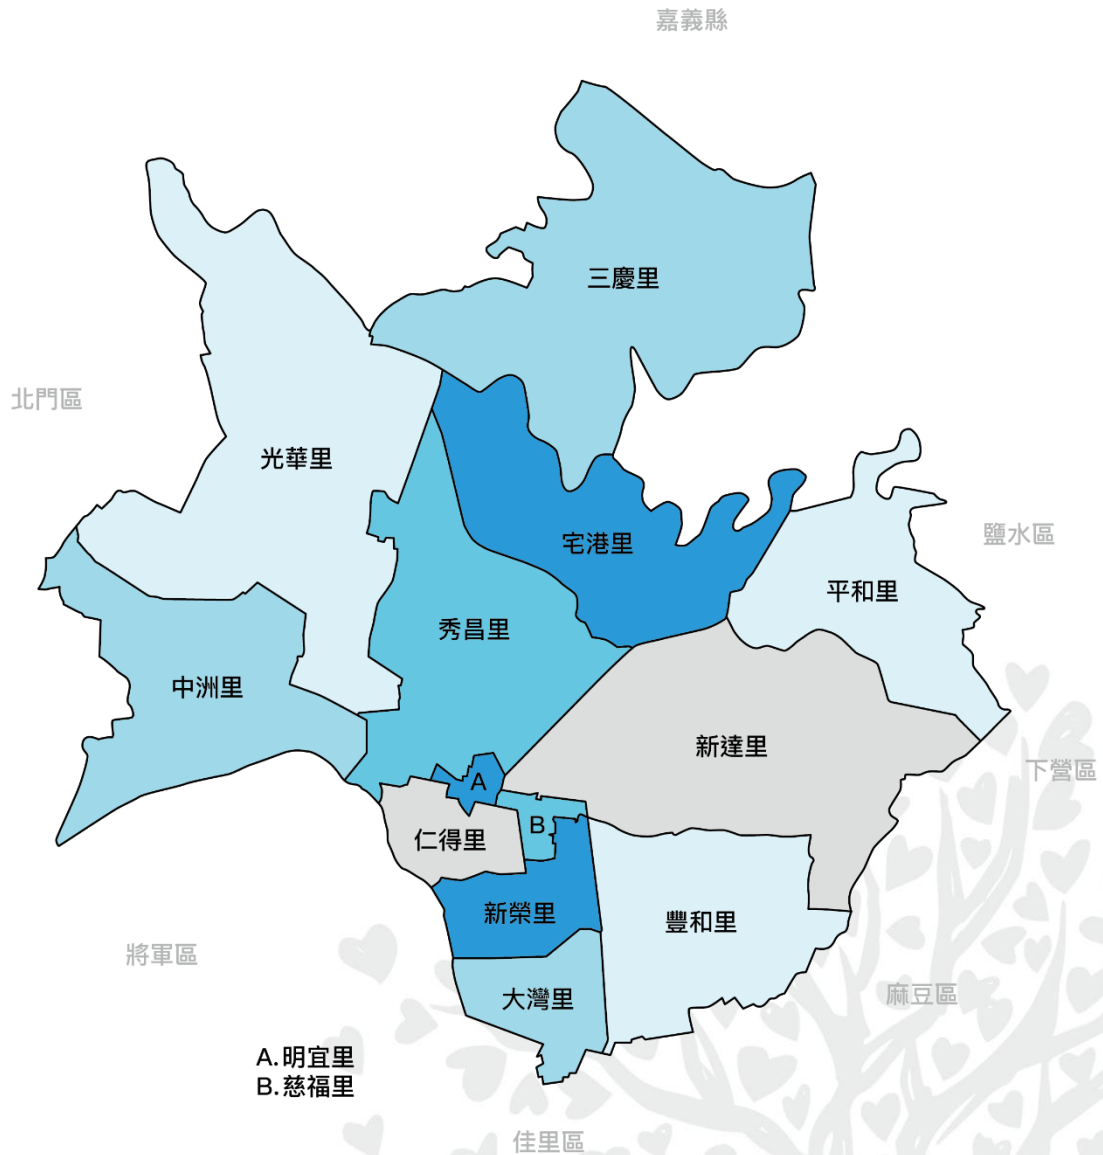 嘉義縣
三慶里
北門區
光華里
宅港里
鹽水區
平和里
秀昌里
中洲里
新達里
下營區
A
B
仁得里
新榮里
豐和里
將軍區
麻豆區
大灣里
A.明宜里
B.慈福里
佳里區